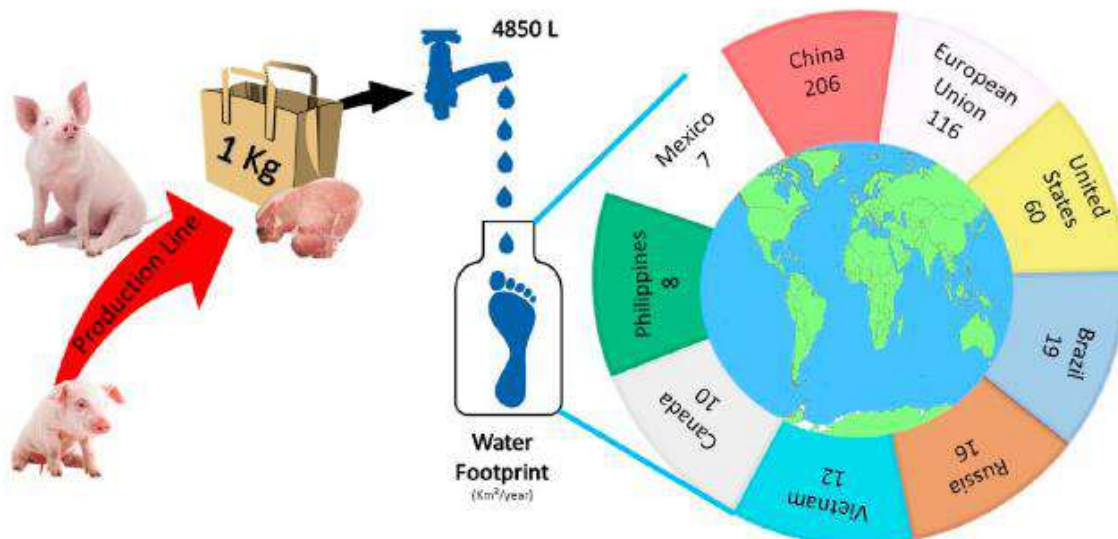 4850 L
1 Kg
Production Line
Water
Footprint
(Km³/year)
China
206
European
Union
116
United
States
60
Brazil
19
Russia
16
Vietnam
12
Canada
10
Philippines
8
Mexico
7